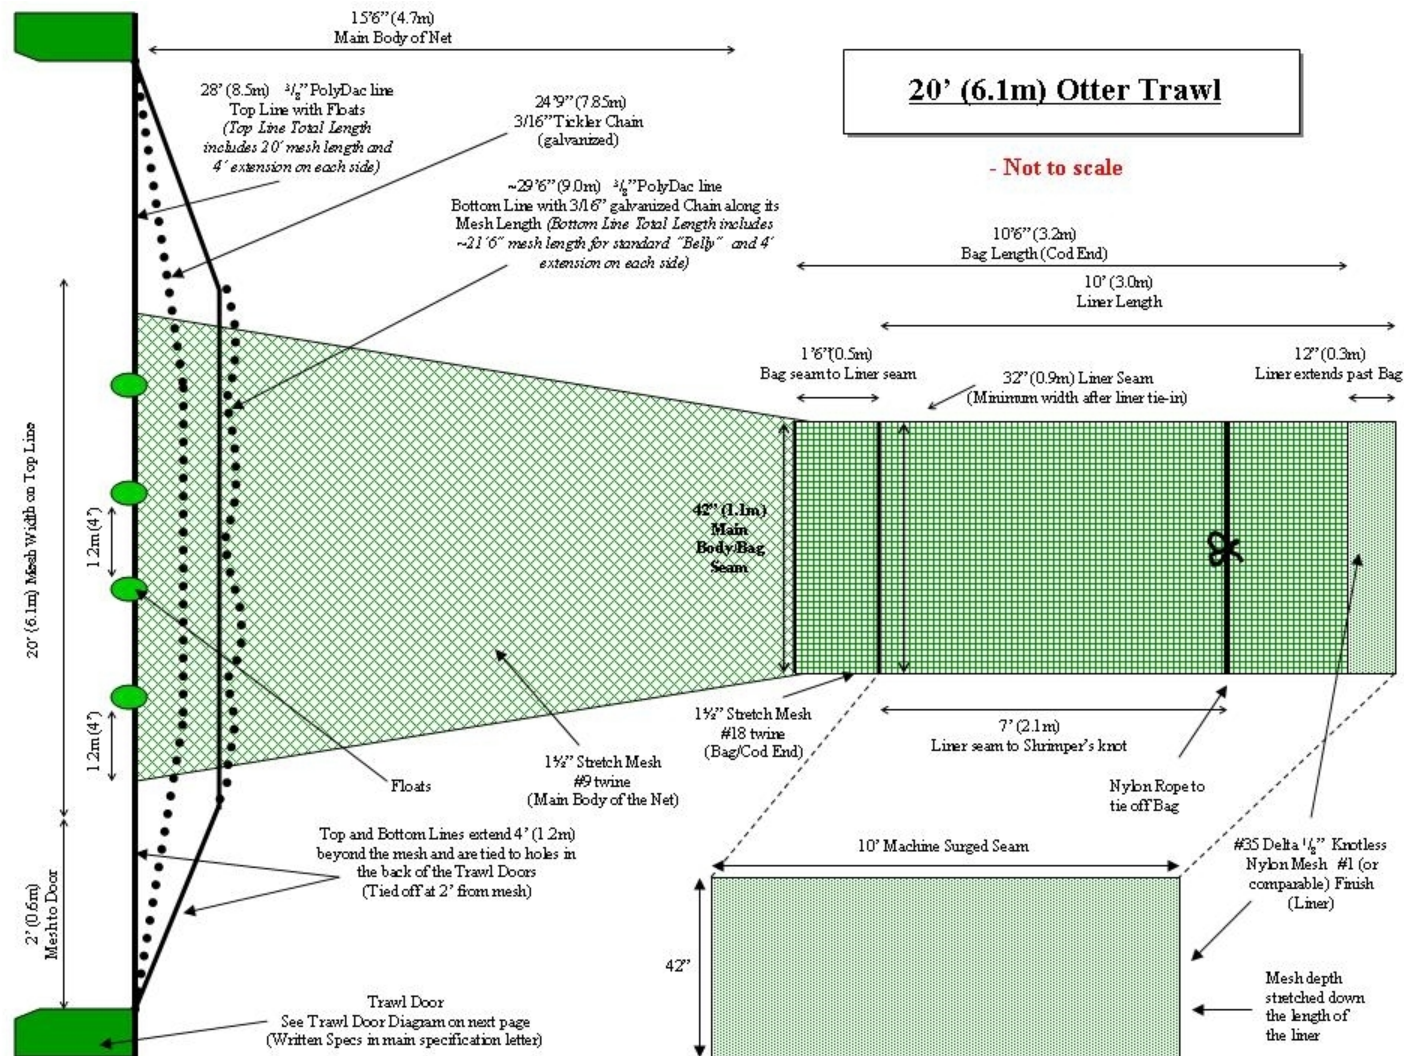 15'6" (4.7m)
Main Body of Net
20' (6.1m) Otter Trawl
- Not to scale
28' (8.5m) 3/8" PolyDac line
Top Line with Floats
(Top Line Total Length
includes 20' mesh length and
4' extension on each side)
24'9" (7.85m)
3/16" Tickler Chain
(galvanized)
~29'6" (9.0m) 3/8" PolyDac line
Bottom Line with 3/16" galvanized Chain along its
Mesh Length (Bottom Line Total Length includes
~21'6" mesh length for standard "Belly" and 4'
extension on each side)
10'6" (3.2m)
Bag Length (Cod End)
10' (3.0m)
Liner Length
1'6" (0.5m)
Bag seam to Liner seam
32" (0.9m) Liner Seam
(Minimum width after liner tie-in)
12" (0.3m)
Liner extends past Bag
20' (6.1m) Mesh Width on Top Line
1.2m (4')
1.2m (4')
42" (1.1m)
Main
Body/Bag
Seam
1½" Stretch Mesh
#18 twine
(Bag/Cod End)
7' (2.1m)
Liner seam to Shrimper's knot
1½" Stretch Mesh
#9 twine
(Main Body of the Net)
Floats
Nylon Rope to
tie off Bag
2' (0.6m)
Mesh to Door
Top and Bottom Lines extend 4' (1.2m)
beyond the mesh and are tied to holes in
the back of the Trawl Doors
(Tied off at 2' from mesh)
10' Machine Surged Seam
#35 Delta 1/8" Knotless
Nylon Mesh #1 (or
comparable) Finish
(Liner)
42"
Mesh depth
stretched down
the length of
the liner
Trawl Door
See Trawl Door Diagram on next page
(Written Specs in main specification letter)